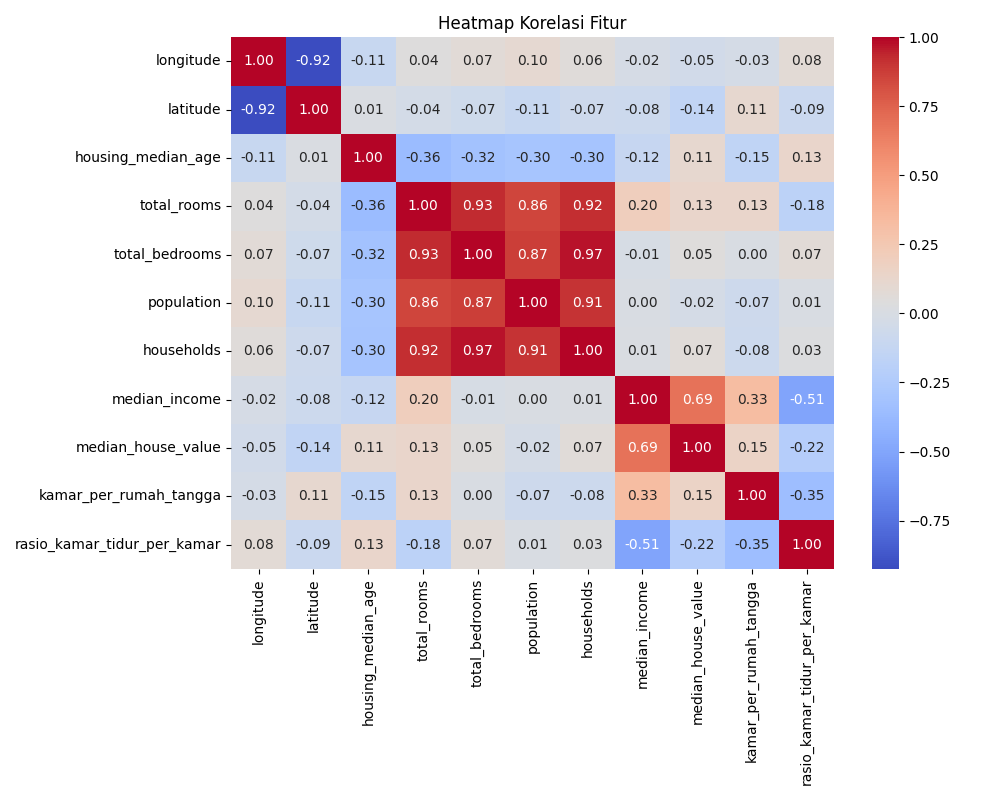 Heatmap Korelasi Fitur
longitude 1.00 -0.92 -0.11 0.04 0.07 0.10 0.06 -0.02 -0.05 -0.03 0.08
latitude -0.92 1.00 0.01 -0.04 -0.07 -0.11 -0.07 -0.08 -0.14 0.11 -0.09
housing_median_age -0.11 0.01 1.00 -0.36 -0.32 -0.30 -0.30 -0.12 0.11 -0.15 0.13
total_rooms 0.04 -0.04 -0.36 1.00 0.93 0.86 0.92 0.20 0.13 0.13 -0.18
total_bedrooms 0.07 -0.07 -0.32 0.93 1.00 0.87 0.97 -0.01 0.05 0.00 0.07
population 0.10 -0.11 -0.30 0.86 0.87 1.00 0.91 0.00 -0.02 -0.07 0.01
households 0.06 -0.07 -0.30 0.92 0.97 0.91 1.00 0.01 0.07 -0.08 0.03
median_income -0.02 -0.08 -0.12 0.20 -0.01 0.00 0.01 1.00 0.69 0.33 -0.51
median_house_value -0.05 -0.14 0.11 0.13 0.05 -0.02 0.07 0.69 1.00 0.15 -0.22
kamar_per_rumah_tangga -0.03 0.11 -0.15 0.13 0.00 -0.07 -0.08 0.33 0.15 1.00 -0.35
rasio_kamar_tidur_per_kamar 0.08 -0.09 0.13 -0.18 0.07 0.01 0.03 -0.51 -0.22 -0.35 1.00
longitude
latitude
housing_median_age
total_rooms
total_bedrooms
population
households
median_income
median_house_value
kamar_per_rumah_tangga
rasio_kamar_tidur_per_kamar
1.00
0.75
0.50
0.25
0.00
−0.25
−0.50
−0.75